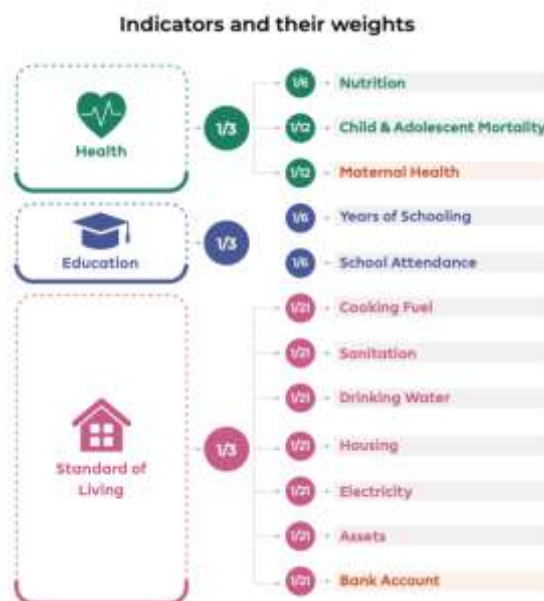 Indicators and their weights
Health
1/3
1/6 Nutrition
1/12 Child & Adolescent Mortality
1/12 Maternal Health
Education
1/3
1/6 Years of Schooling
1/6 School Attendance
Standard of
Living
1/3
1/21 Cooking Fuel
1/21 Sanitation
1/21 Drinking Water
1/21 Housing
1/21 Electricity
1/21 Assets
1/21 Bank Account